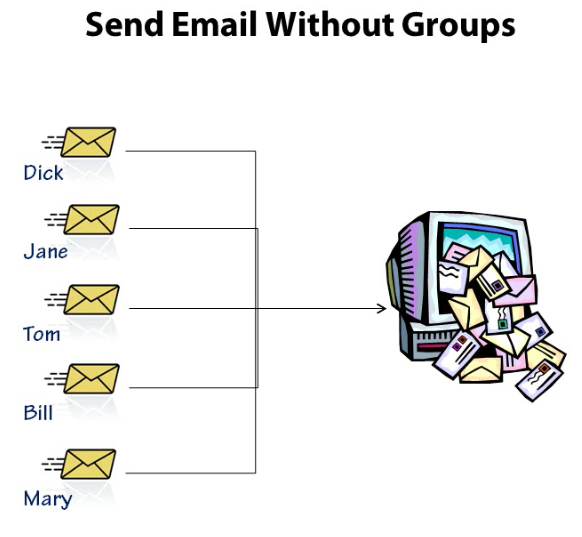 Send Email Without Groups
Dick
Jane
Tom
Bill
Mary